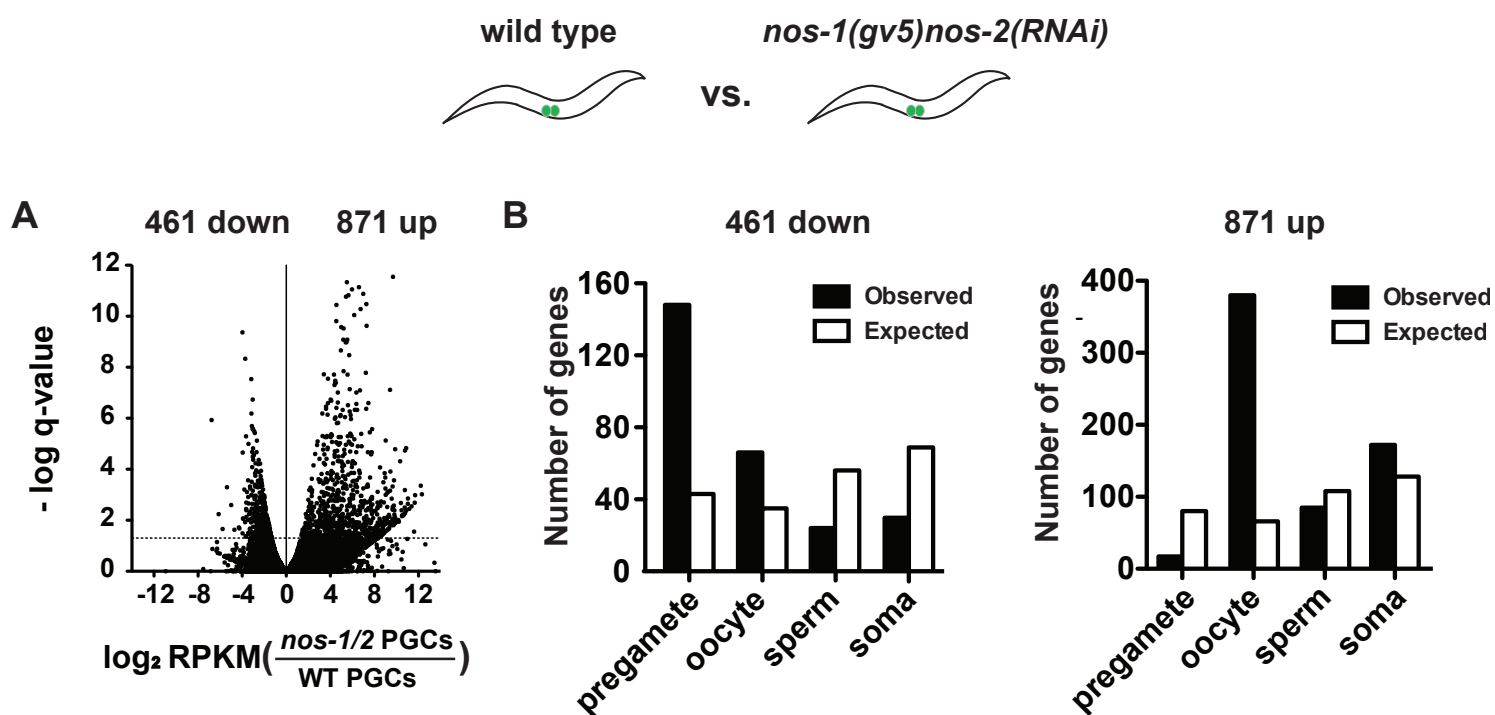 wild type
nos-1(gv5)nos-2(RNAi)
vs.
A
461 down
871 up
12
10
8
6
4
2
0
- log q-value
-12 -8 -4 0 4 8 12
log₂ RPKM(nos-1/2 PGCs
WT PGCs)
B
461 down
160
120
80
40
0
Number of genes
Observed
Expected
pregamete
oocyte
sperm
soma
871 up
400
300
200
100
0
Number of genes
-
Observed
Expected
pregamete
oocyte
sperm
soma